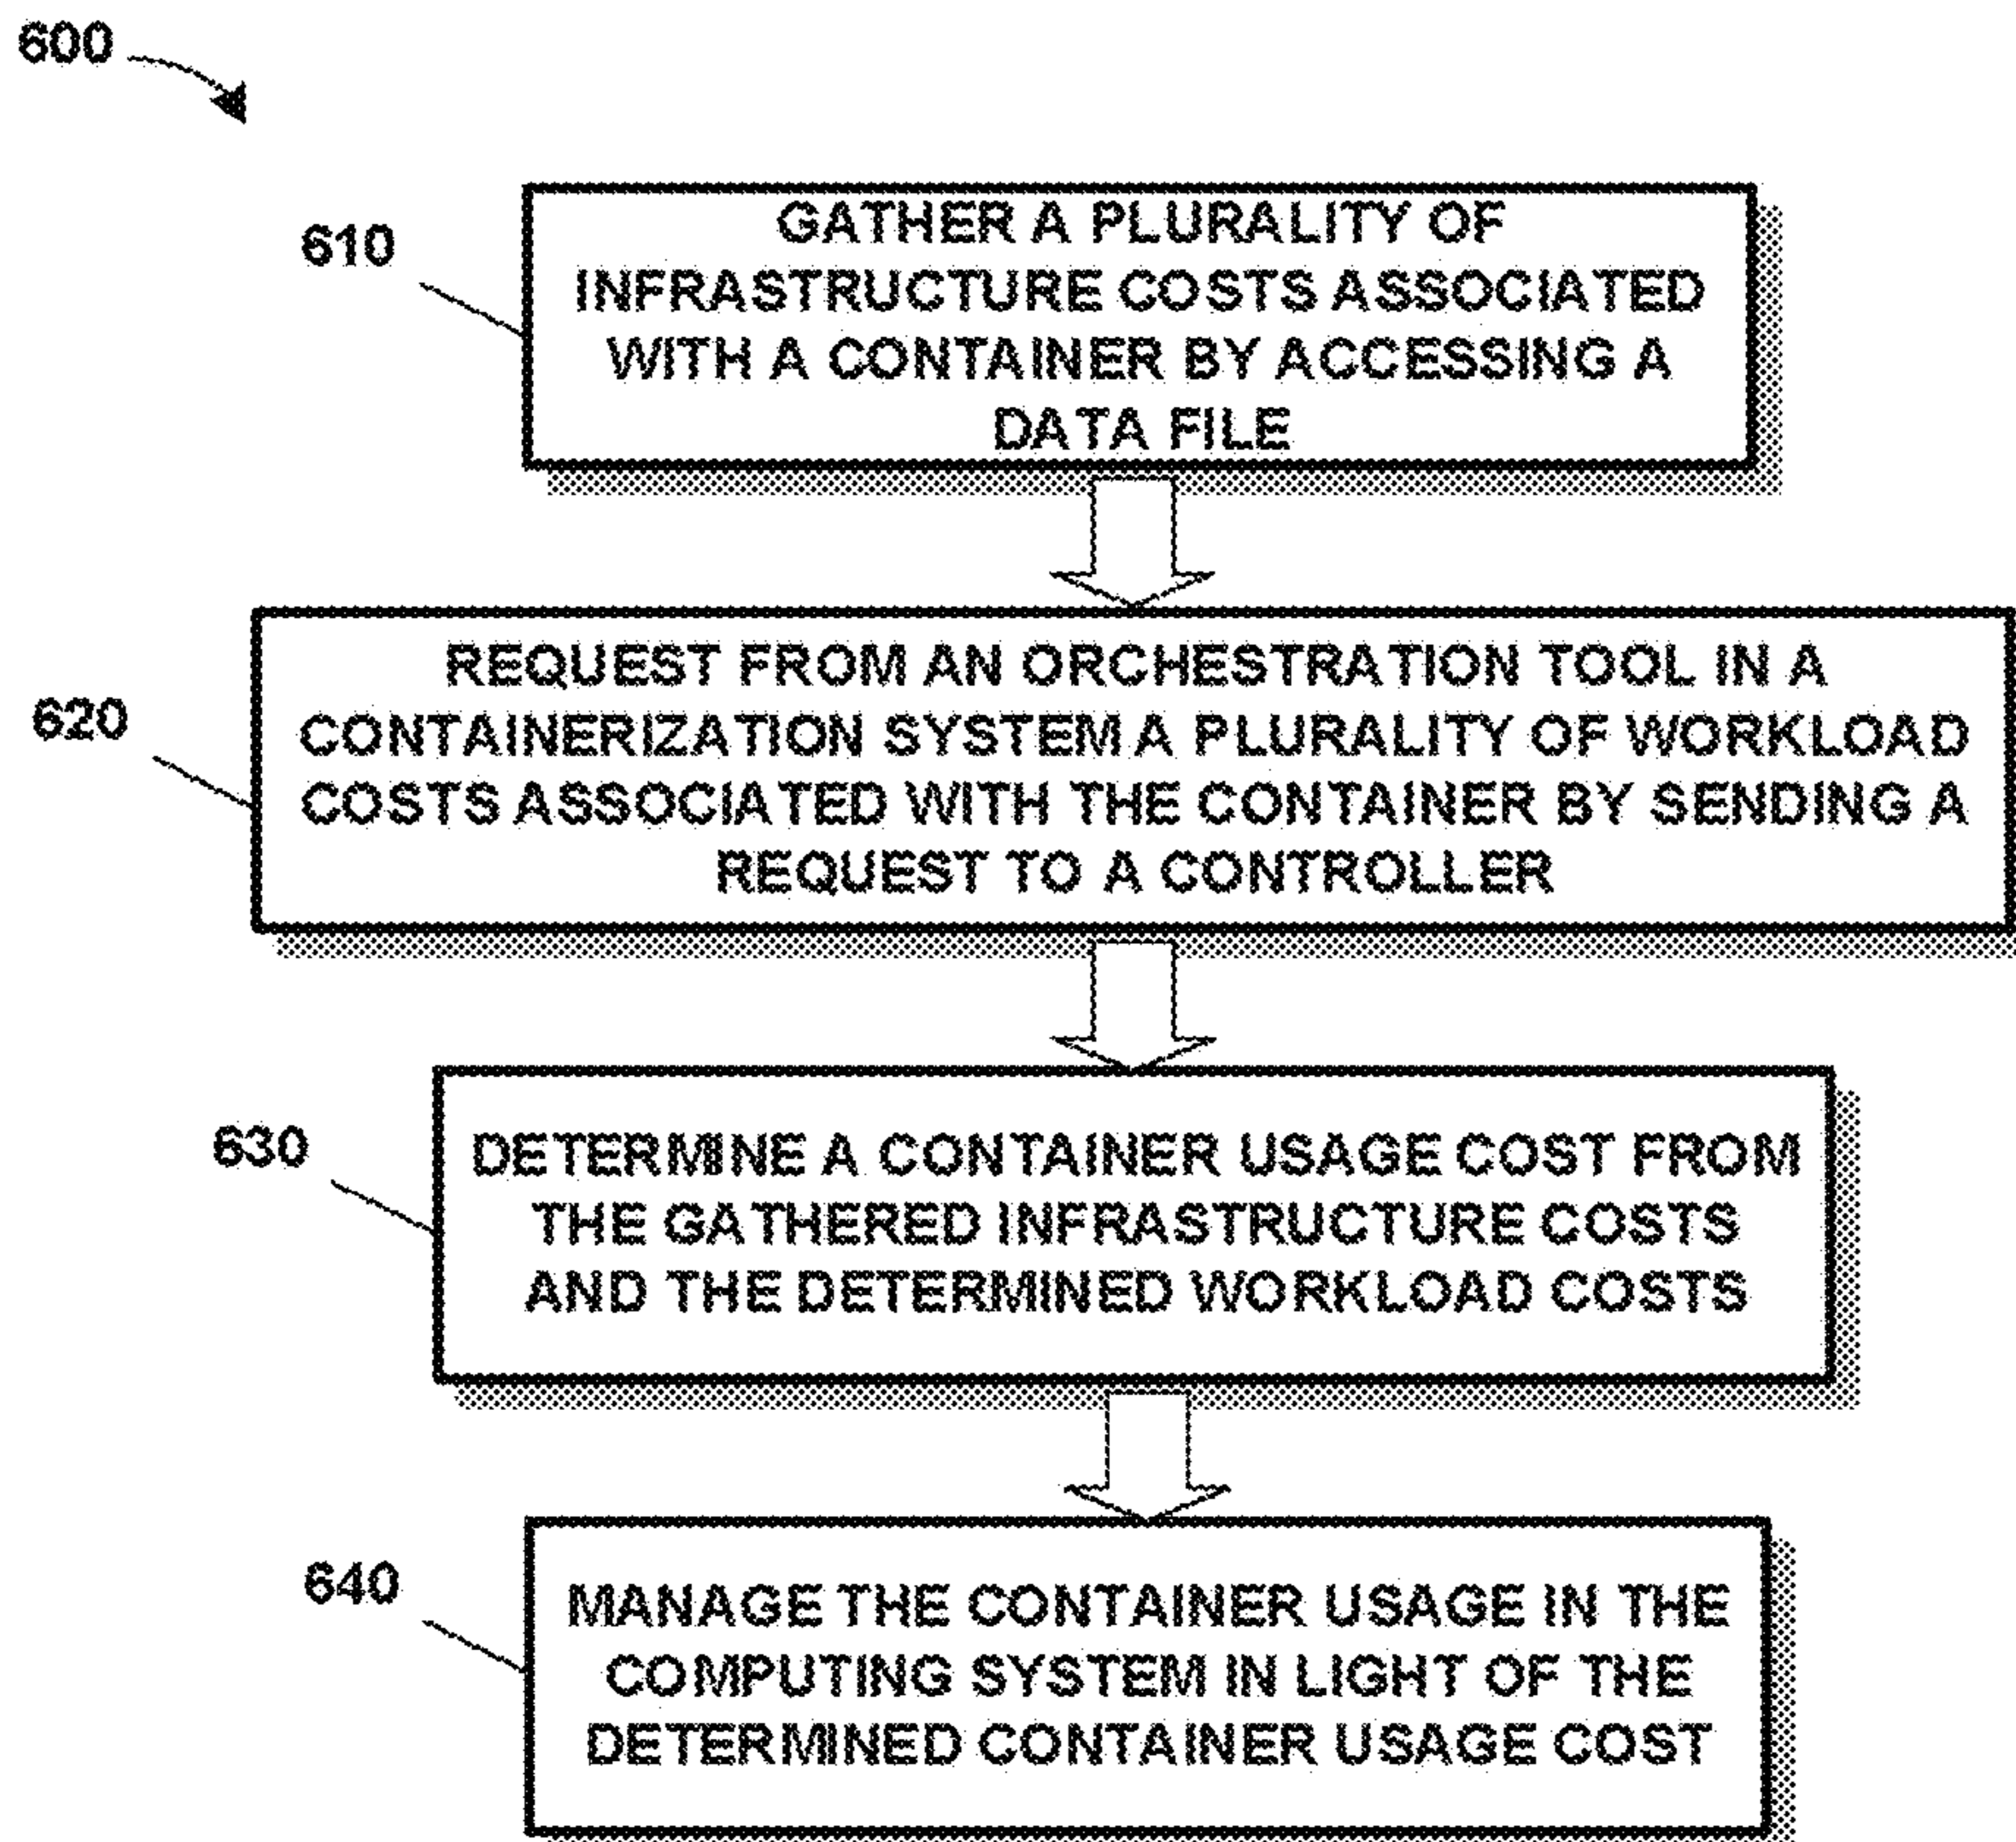 600
610
GATHER A PLURALITY OF
INFRASTRUCTURE COSTS ASSOCIATED
WITH A CONTAINER BY ACCESSING A
DATA FILE
620
REQUEST FROM AN ORCHESTRATION TOOL IN A
CONTAINERIZATION SYSTEM A PLURALITY OF WORKLOAD
COSTS ASSOCIATED WITH THE CONTAINER BY SENDING A
REQUEST TO A CONTROLLER
630
DETERMINE A CONTAINER USAGE COST FROM
THE GATHERED INFRASTRUCTURE COSTS
AND THE DETERMINED WORKLOAD COSTS
640
MANAGE THE CONTAINER USAGE IN THE
COMPUTING SYSTEM IN LIGHT OF THE
DETERMINED CONTAINER USAGE COST